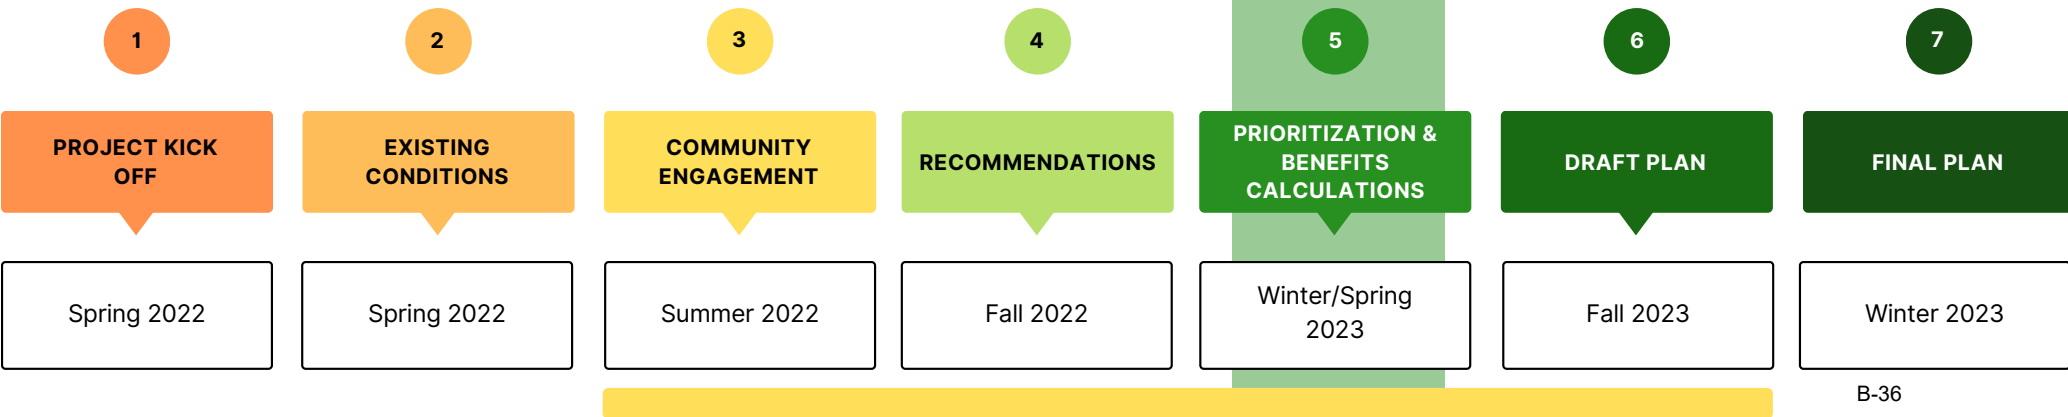 1
2
3
4
5
6
7
PROJECT KICK
OFF
EXISTING
CONDITIONS
COMMUNITY
ENGAGEMENT
RECOMMENDATIONS
PRIORITIZATION &
BENEFITS
CALCULATIONS
DRAFT PLAN
FINAL PLAN
Spring 2022
Spring 2022
Summer 2022
Fall 2022
Winter/Spring
2023
Fall 2023
Winter 2023
B-36